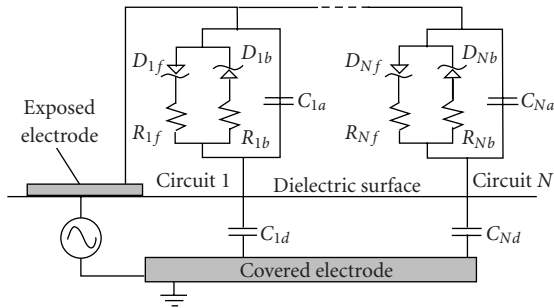 D1f
D1b
C1a
R1f
R1b
DNf
DNb
CNa
RNf
RNb
Exposed
electrode
Circuit 1
Dielectric surface
Circuit N
C1d
CNd
Covered electrode